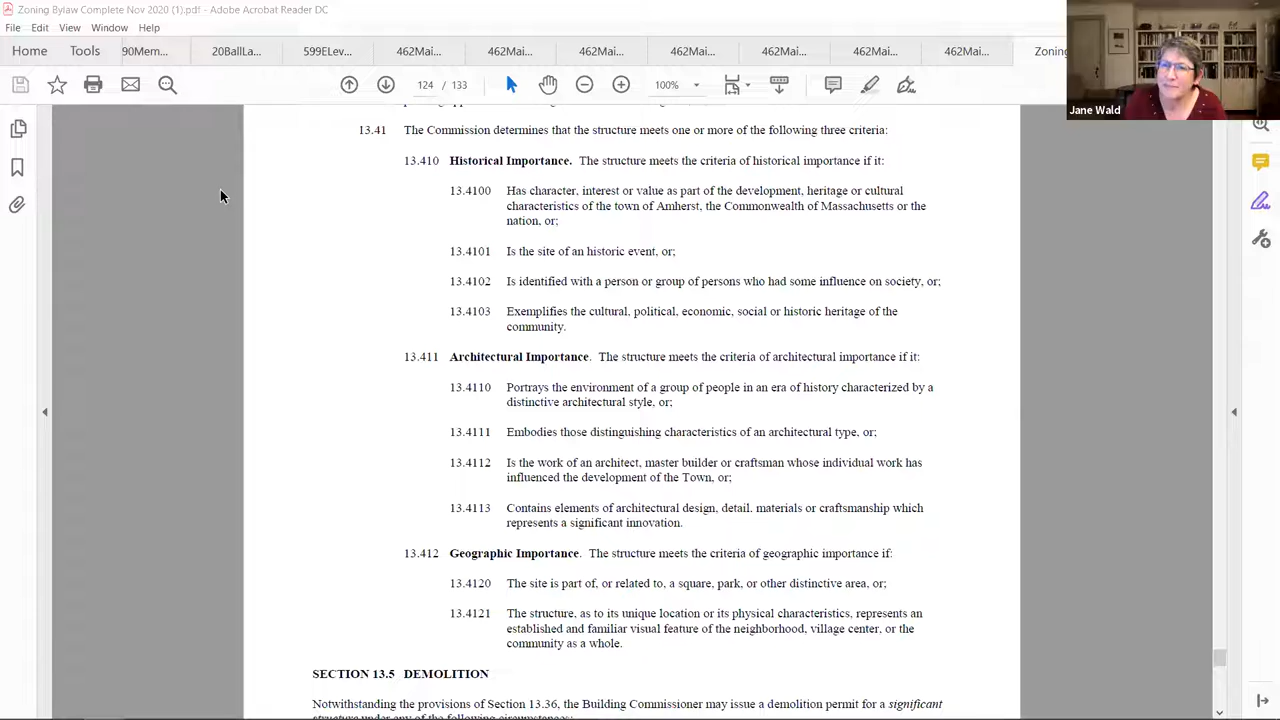 Zoning Bylaw Complete Nov 2020 (1).pdf - Adobe Acrobat Reader DC
File Edit View Window Help
Home Tools 90Mem... 20BallLa... 599ELev... 462Mai... 462Mai... 462Mai... 462Mai... 462Mai... 462Mai... 462Mai... Zoning
124 / 133 100%
Jane Wald
13.41 The Commission determines that the structure meets one or more of the following three criteria:
13.410 Historical Importance. The structure meets the criteria of historical importance if it:
13.4100 Has character, interest or value as part of the development, heritage or cultural
characteristics of the town of Amherst, the Commonwealth of Massachusetts or the
nation, or;
13.4101 Is the site of an historic event, or;
13.4102 Is identified with a person or group of persons who had some influence on society, or;
13.4103 Exemplifies the cultural, political, economic, social or historic heritage of the
community.
13.411 Architectural Importance. The structure meets the criteria of architectural importance if it:
13.4110 Portrays the environment of a group of people in an era of history characterized by a
distinctive architectural style, or;
13.4111 Embodies those distinguishing characteristics of an architectural type, or;
13.4112 Is the work of an architect, master builder or craftsman whose individual work has
influenced the development of the Town, or;
13.4113 Contains elements of architectural design, detail, materials or craftsmanship which
represents a significant innovation.
13.412 Geographic Importance. The structure meets the criteria of geographic importance if:
13.4120 The site is part of, or related to, a square, park, or other distinctive area, or;
13.4121 The structure, as to its unique location or its physical characteristics, represents an
established and familiar visual feature of the neighborhood, village center, or the
community as a whole.
SECTION 13.5 DEMOLITION
Notwithstanding the provisions of Section 13.36, the Building Commissioner may issue a demolition permit for a significant
structure under any of the following circumstances: